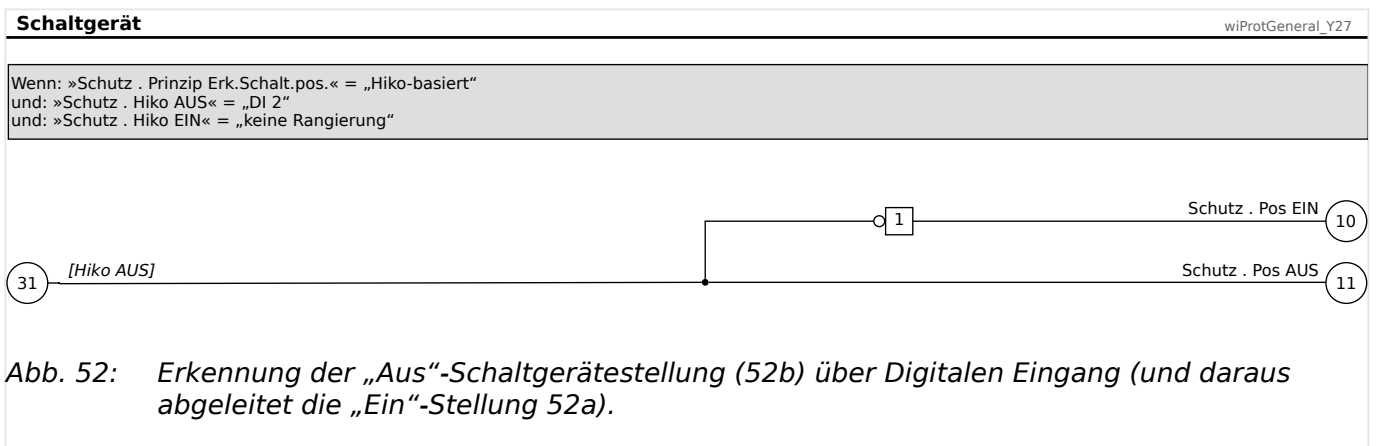 Schaltgerät
wiProtGeneral_Y27
Wenn: »Schutz . Prinzip Erk.Schalt.pos.« = „Hiko-basiert“
und: »Schutz . Hiko AUS« = „DI 2“
und: »Schutz . Hiko EIN« = „keine Rangierung“
1
Schutz . Pos EIN
10
31
[Hiko AUS]
Schutz . Pos AUS
11
Abb. 52: Erkennung der „Aus“-Schaltgerätestellung (52b) über Digitalen Eingang (und daraus
abgeleitet die „Ein“-Stellung 52a).